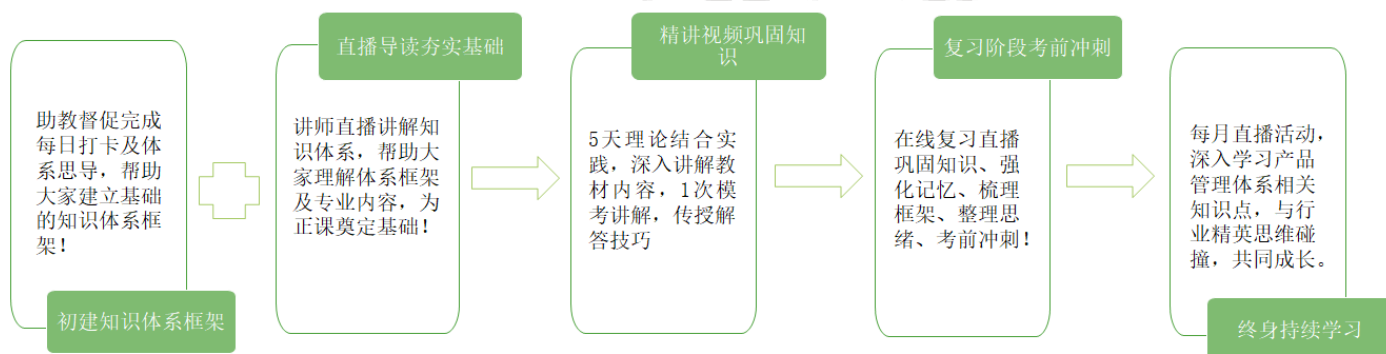 助教督促完成
每日打卡及体
系思导，帮助
大家建立基础
的知识体系框
架！
初建知识体系框架
直播导读夯实基础
讲师直播讲解知
识体系，帮助大
家理解体系框架
及专业内容，为
正课奠定基础！
精讲视频巩固知
识
5天理论结合实
践，深入讲解教
材内容，1次模
考讲解，传授解
答技巧
复习阶段考前冲刺
在线复习直播
巩固知识、强
化记忆、梳理
框架、整理思
绪、考前冲刺！
每月直播活动，
深入学习产品
管理体系相关
知识点，与行
业精英思维碰
撞，共同成长。
终身持续学习